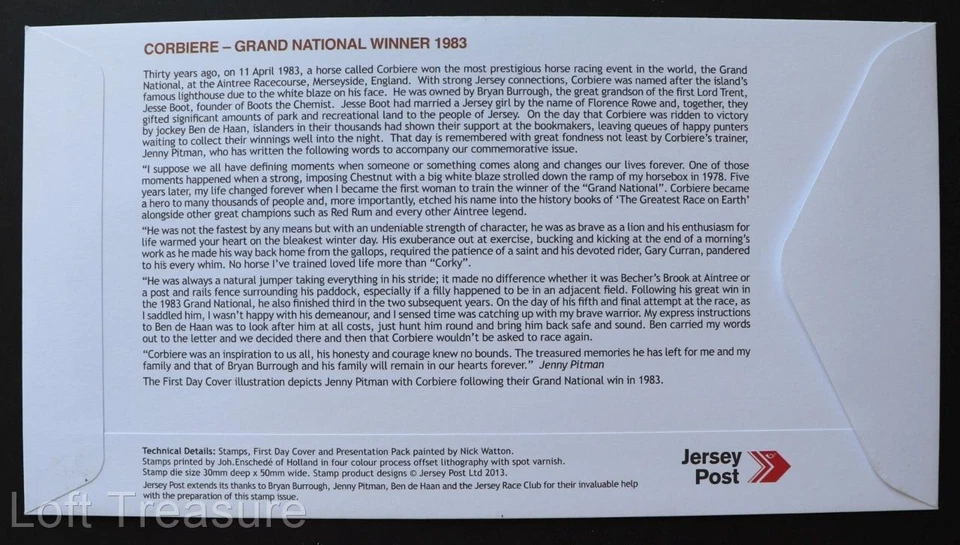 CORBIERE – GRAND NATIONAL WINNER 1983
Thirty years ago, on 11 April 1983, a horse called Corbiere won the most prestigious horse racing event in the world, the Grand
National, at the Aintree Racecourse, Merseyside, England. With strong Jersey connections, Corbiere was named after the island's
famous lighthouse due to the white blaze on his face. He was owned by Bryan Burrough, the great grandson of the first Lord Trent,
Jesse Boot, founder of Boots the Chemist. Jesse Boot had married a Jersey girl by the name of Florence Rowe and, together, they
gifted significant amounts of park and recreational land to the people of Jersey. On the day that Corbiere was ridden to victory
by jockey Ben de Haan, islanders in their thousands had shown their support at the bookmakers, leaving queues of happy punters
waiting to collect their winnings well into the night. That day is remembered with great fondness not least by Corbiere's trainer,
Jenny Pitman, who has written the following words to accompany our commemorative issue.
"I suppose we all have defining moments when someone or something comes along and changes our lives forever. One of those
moments happened when a strong, imposing Chestnut with a big white blaze strolled down the ramp of my horsebox in 1978. Five
years later, my life changed forever when I became the first woman to train the winner of the "Grand National". Corbiere became
a hero to many thousands of people and, more importantly, etched his name into the history books of 'The Greatest Race on Earth'
alongside other great champions such as Red Rum and every other Aintree legend.
"He was not the fastest by any means but with an undeniable strength of character, he was as brave as a lion and his enthusiasm for
life warmed your heart on the bleakest winter day. His exuberance out at exercise, bucking and kicking at the end of a morning's
work as he made his way back home from the gallops, required the patience of a saint and his devoted rider, Gary Curran, pandered
to his every whim. No horse I've trained loved life more than "Corky".
"He was always a natural jumper taking everything in his stride; it made no difference whether it was Becher's Brook at Aintree or
a post and rails fence surrounding his paddock, especially if a filly happened to be in an adjacent field. Following his great win in
the 1983 Grand National, he also finished third in the two subsequent years. On the day of his fifth and final attempt at the race, as
I saddled him, I wasn't happy with his demeanour, and I sensed time was catching up with my brave warrior. My express instructions
to Ben de Haan was to look after him at all costs, just hunt him round and bring him back safe and sound. Ben carried my words
out to the letter and we decided there and then that Corbiere wouldn't be asked to race again.
"Corbiere was an inspiration to us all, his honesty and courage knew no bounds. The treasured memories he has left for me and my
family and that of Bryan Burrough and his family will remain in our hearts forever." Jenny Pitman
The First Day Cover illustration depicts Jenny Pitman with Corbiere following their Grand National win in 1983.
Technical Details: Stamps, First Day Cover and Presentation Pack painted by Nick Watton.
Stamps printed by Joh.Enschedé of Holland in four colour process offset lithography with spot varnish.
Stamp die size 30mm deep x 50mm wide. Stamp product designs © Jersey Post Ltd 2013.
Jersey Post extends its thanks to Bryan Burrough, Jenny Pitman, Ben de Haan and the Jersey Race Club for their invaluable help
with the preparation of this stamp issue.
Jersey
Post
Loft Treasure